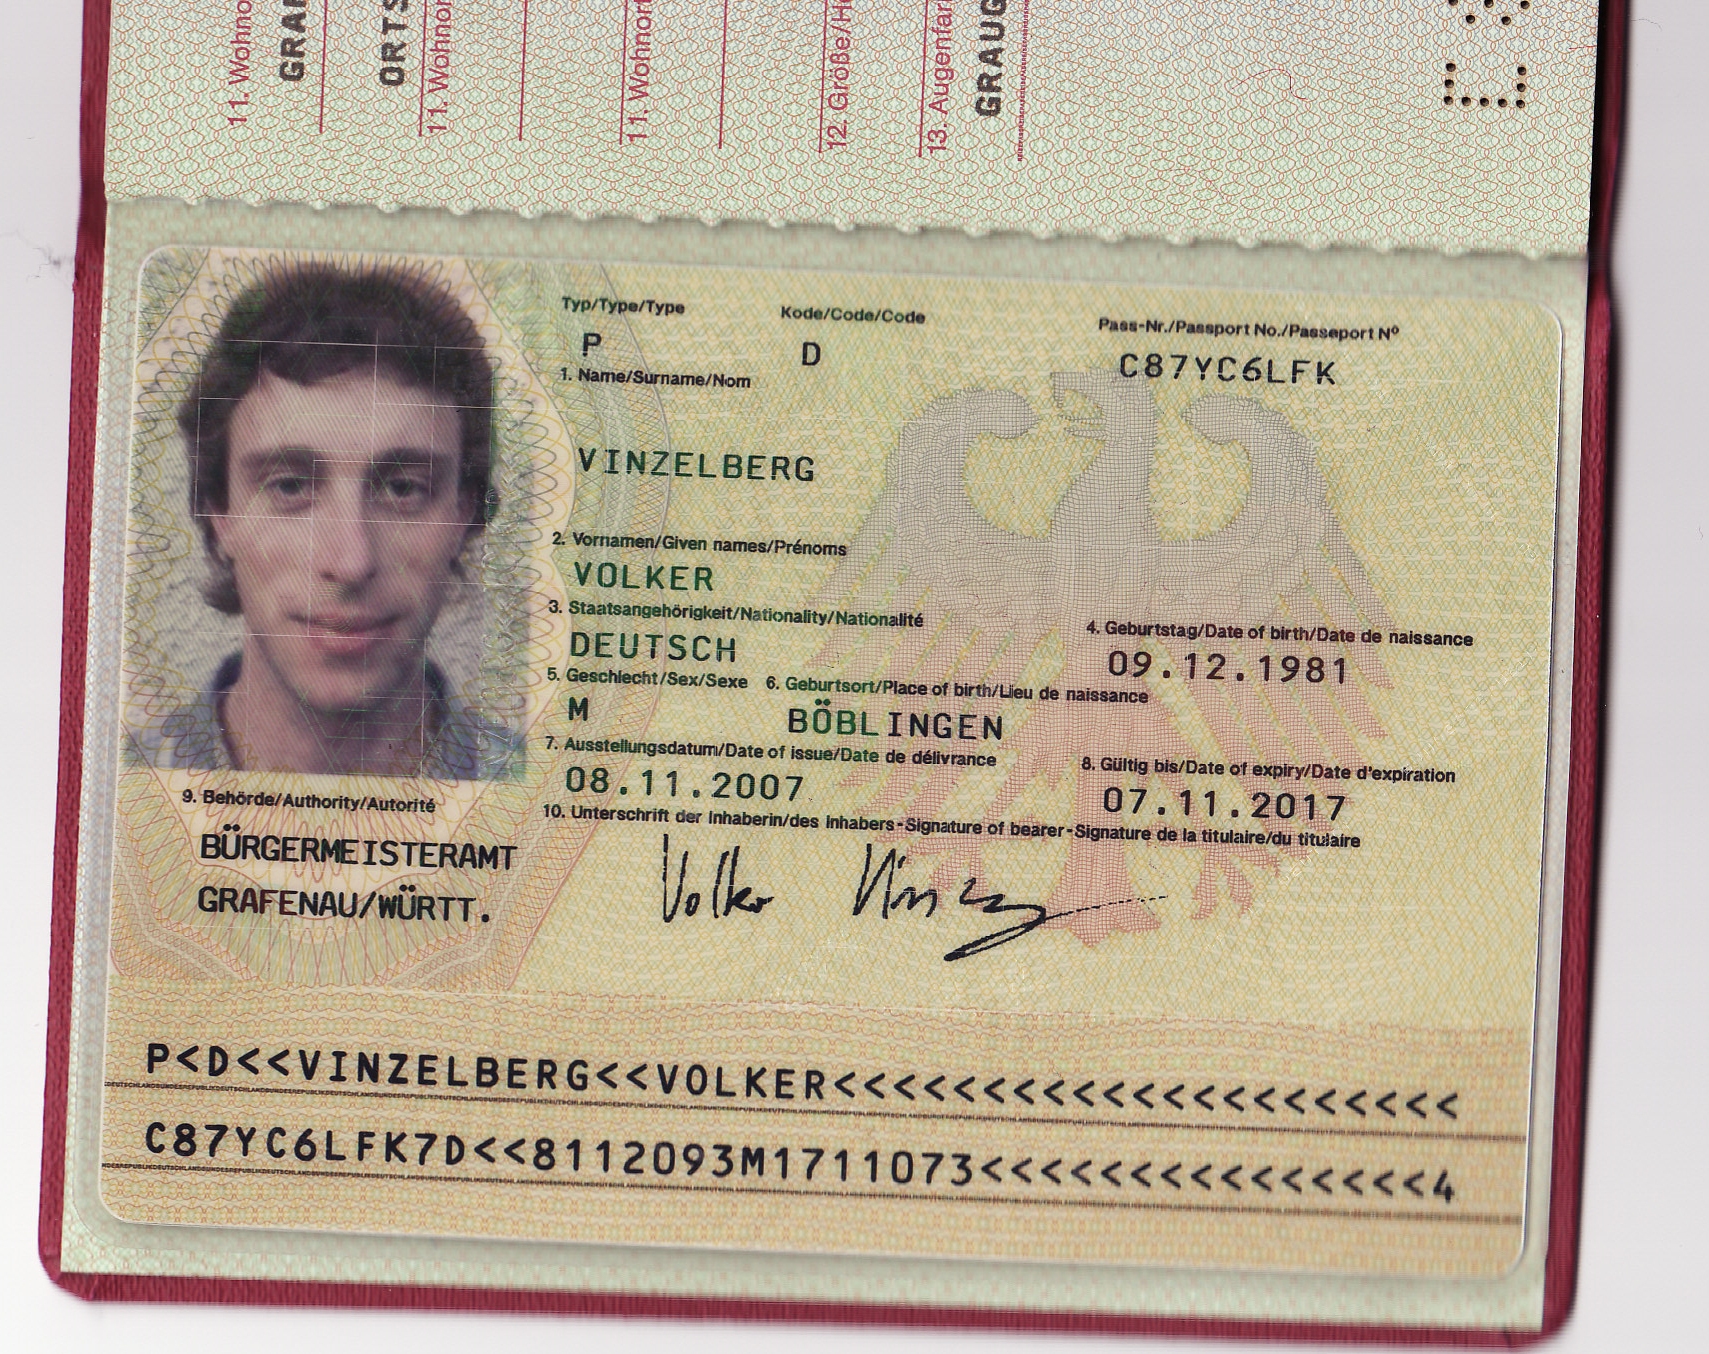 11. Wohnor
GRA
ORTS
11. Wohnor
11. Wohnort
12. Größe/H
13. Augenfar
GRAUG
Typ/Type/Type
Kode/Code/Code
Pass-Nr./Passport No./Passeport Nº
P
D
C87YC6LFK
1. Name/Surname/Nom
VINZELBERG
2. Vornamen/Given names/Prénoms
VOLKER
3. Staatsangehörigkeit/Nationality/Nationalité
4. Geburtstag/Date of birth/Date de naissance
DEUTSCH
09.12.1981
5. Geschlecht/Sex/Sexe
6. Geburtsort/Place of birth/Lieu de naissance
M
BÖBLINGEN
7. Ausstellungsdatum/Date of issue/Date de délivrance
8. Gültig bis/Date of expiry/Date d'expiration
08.11.2007
07.11.2017
9. Behörde/Authority/Autorité
10. Unterschrift der Inhaberin/des Inhabers-Signature of bearer-Signature de la titulaire/du titulaire
BÜRGERMEISTERAMT
GRAFENAU/WÜRTT.
Volker
P<D<<VINZELBERG<<VOLKER<<<<<<<<<<<<<<<<<<<<<
C87YC6LFK7D<<8112093M1711073<<<<<<<<<<<<<<<4